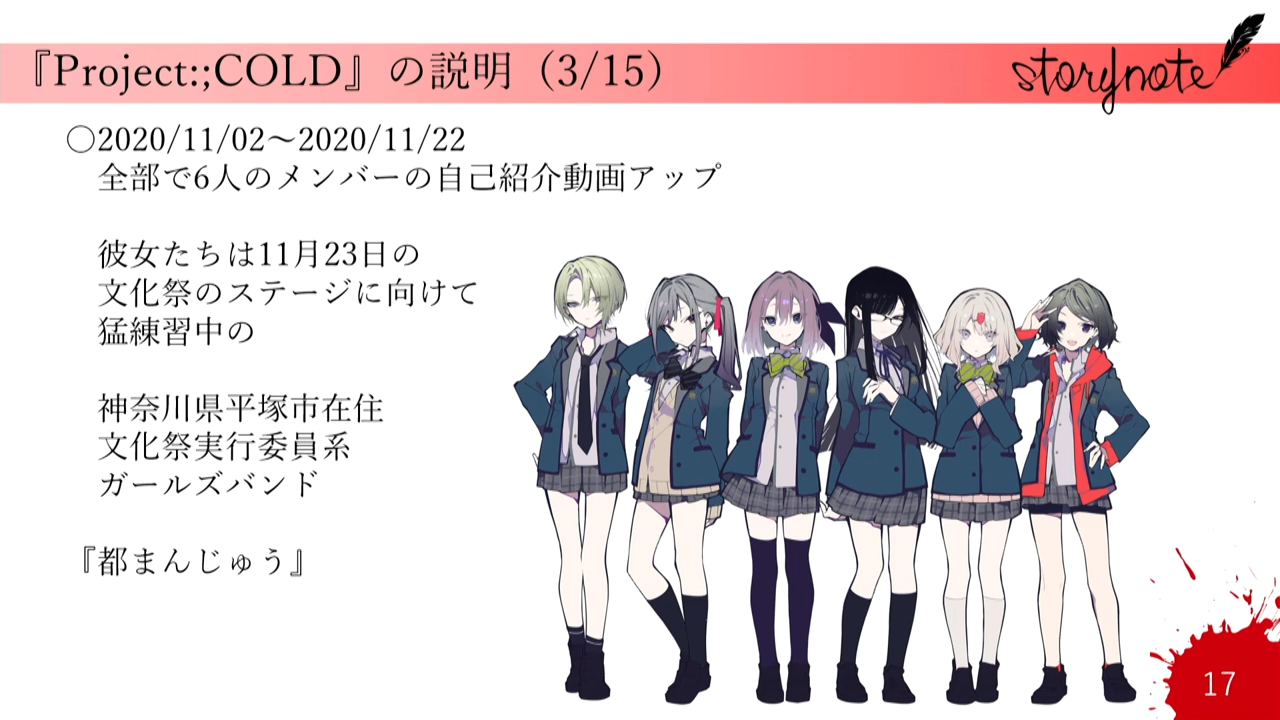 『Project:;COLD』の説明（3/15）
storynote
○2020/11/02～2020/11/22
全部で6人のメンバーの自己紹介動画アップ
彼女たちは11月23日の
文化祭のステージに向けて
猛練習中の
神奈川県平塚市在住
文化祭実行委員系
ガールズバンド
『都まんじゅう』
17